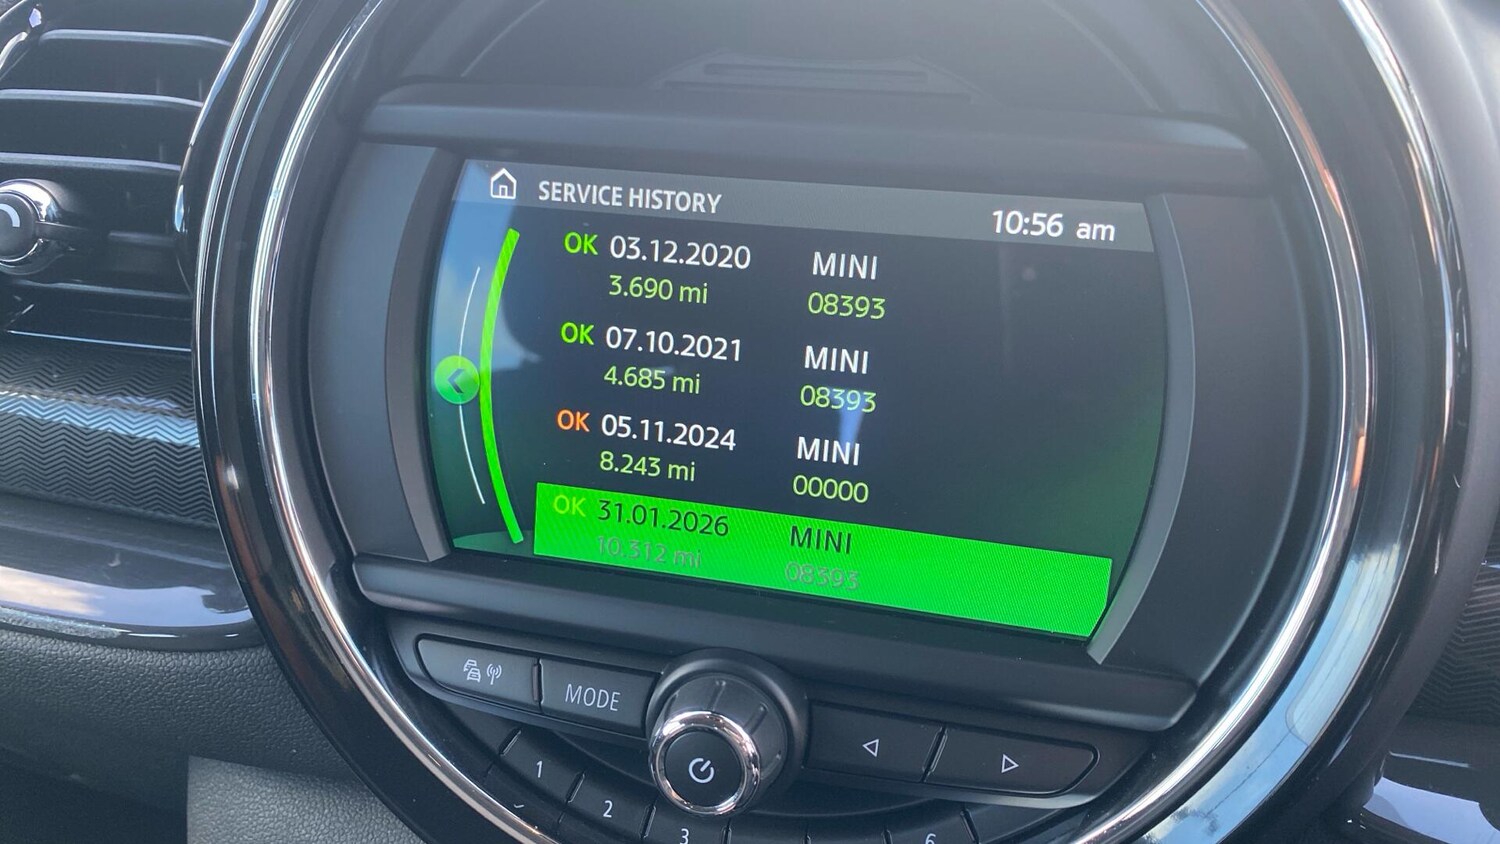 SERVICE HISTORY
10:56 am
OK 03.12.2020 MINI
3.690 mi 08393
OK 07.10.2021 MINI
4.685 mi 08393
OK 05.11.2024 MINI
8.243 mi 00000
OK 31.01.2026 MINI
10.312 mi 08393
MODE
1
2
3
6